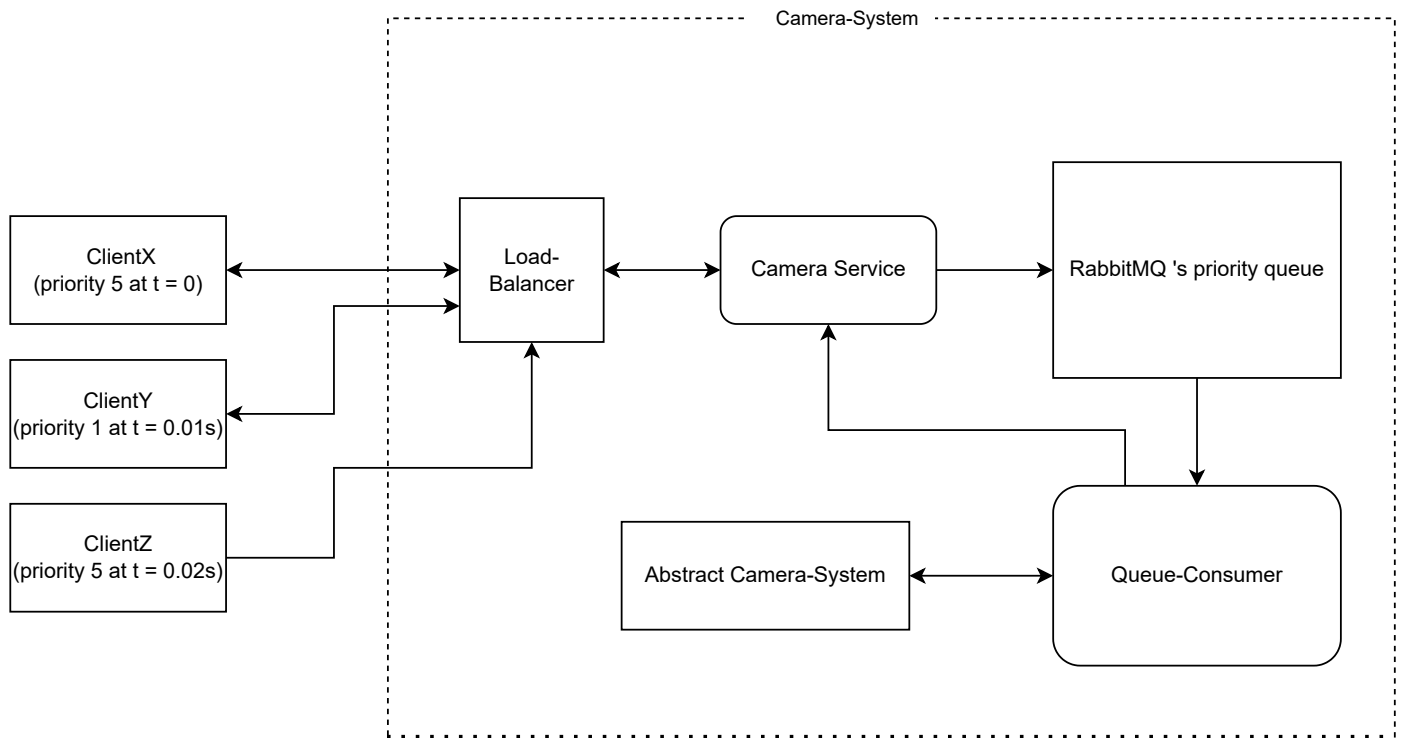 Camera-System
ClientX
(priority 5 at t = 0)
Load-
Balancer
Camera Service
RabbitMQ 's priority queue
ClientY
(priority 1 at t = 0.01s)
ClientZ
(priority 5 at t = 0.02s)
Abstract Camera-System
Queue-Consumer